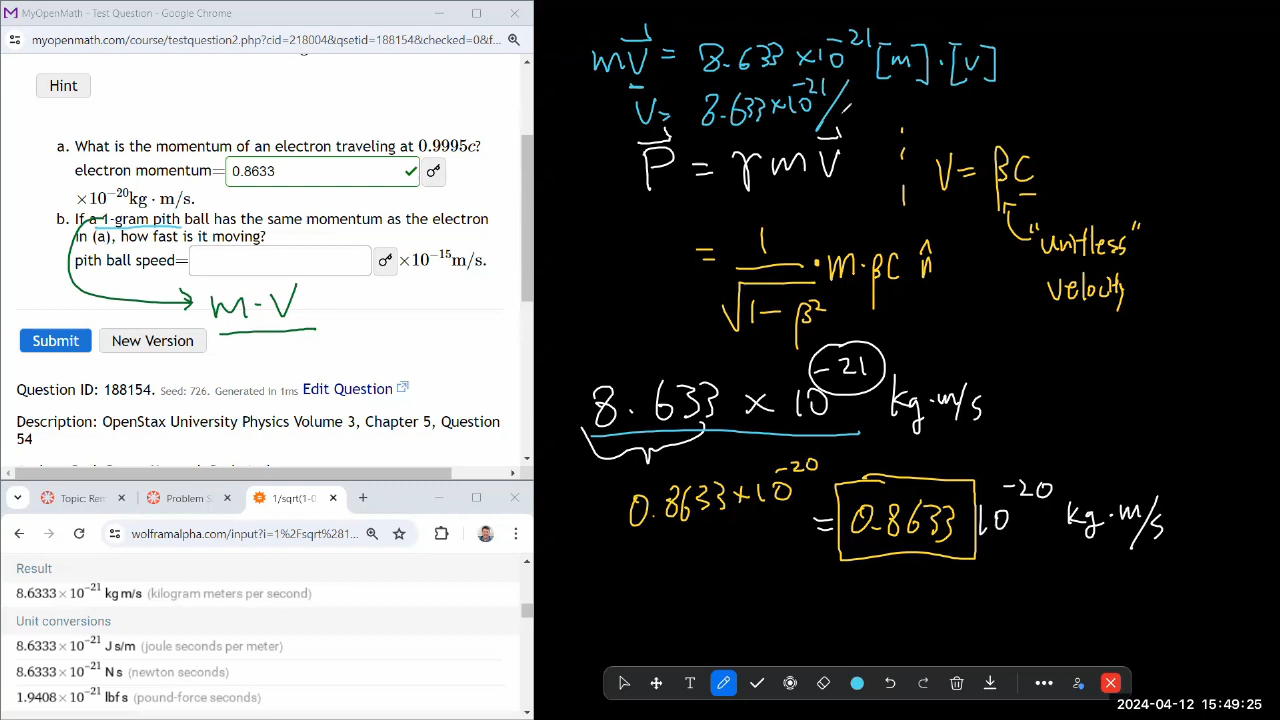 MyOpenMath - Test Question - Google Chrome
myopenmath.com/course/testquestion2.php?cid=218004&qsetid=188154&checked=0&f...
Hint
a. What is the momentum of an electron traveling at 0.9995c?
electron momentum= 0.8633
×10⁻²⁰kg · m/s.
b. If a 1-gram pith ball has the same momentum as the electron
in (a), how fast is it moving?
pith ball speed= ×10⁻¹⁵m/s.
m·V
Submit New Version
Question ID: 188154. Seed: 726. Generated in 1ms Edit Question
Description: OpenStax University Physics Volume 3, Chapter 5, Question
54
Topic: Rem
Problem S
1/sqrt(1-0
wolframalpha.com/input?i=1%2Fsqrt%281...
Result
8.6333×10⁻²¹ kg m/s (kilogram meters per second)
Unit conversions
8.6333×10⁻²¹ J s/m (joule seconds per meter)
8.6333×10⁻²¹ N s (newton seconds)
1.9408×10⁻²¹ lbf s (pound-force seconds)
mV⃗ = 8.633 ×10⁻²¹ [m]·[v]
V= 8.633×10⁻²¹/
P⃗ = γmV⃗ ; V= βC
"unitless"
velocity
= 1/√(1-β²) · m·βC n̂
8.633 × 10⁻²¹ kg·m/s
0.8633×10⁻²⁰ = 0.8633 10⁻²⁰ kg·m/s
T
2024-04-12 15:49:25